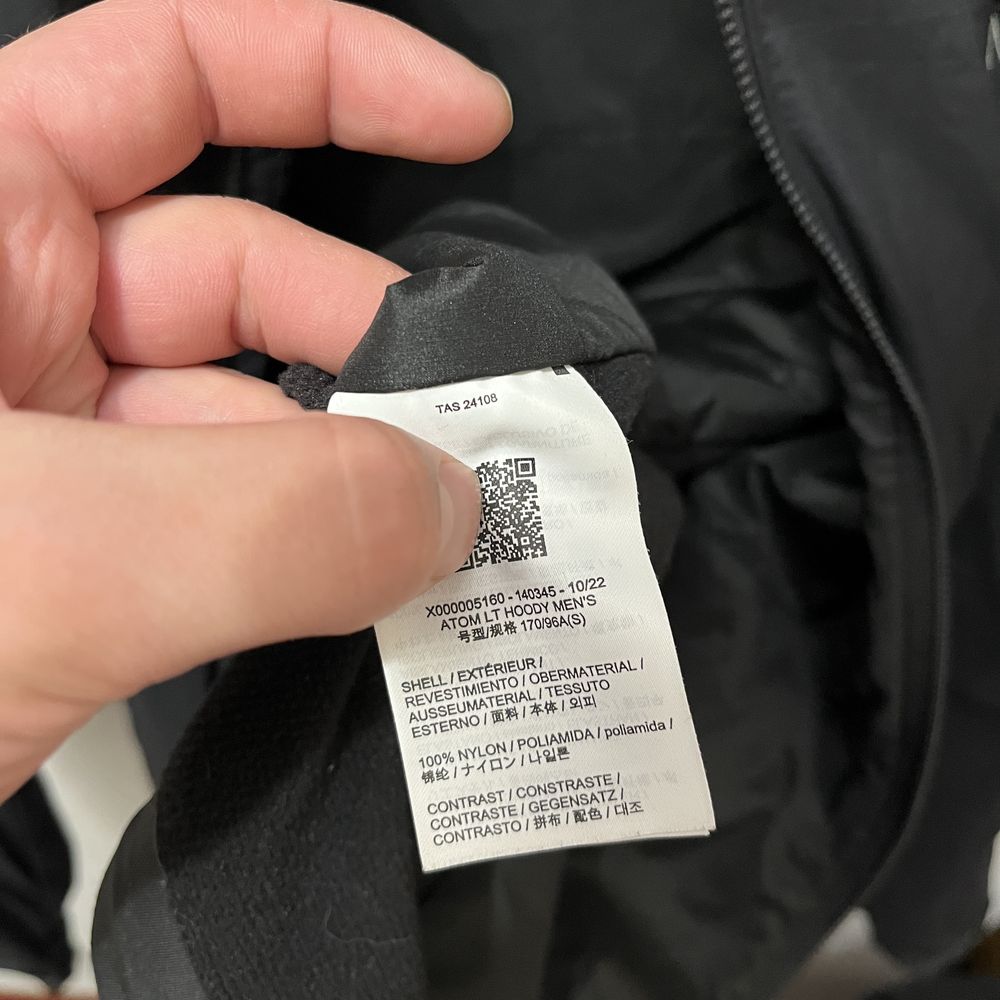 TAS 24108
X000005160 - 140345 - 10/22
ATOM LT HOODY MEN'S
号型/规格 170/96A(S)
SHELL / EXTÉRIEUR /
REVESTIMIENTO / OBERMATERIAL /
AUSSEUMATERIAL / TESSUTO
ESTERNO / 面料 / 本体 / 외피
100% NYLON / POLIAMIDA / poliamida /
锦纶 / ナイロン / 나일론
CONTRAST / CONSTRASTE /
CONTRASTE / GEGENSATZ /
CONTRASTO / 拼布 / 配色 / 대조